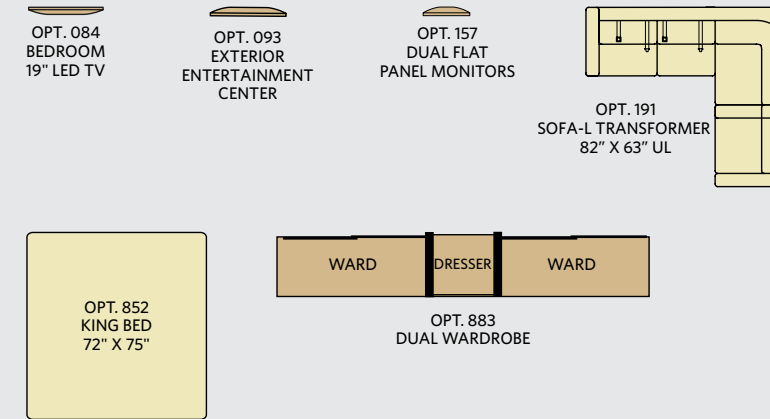 OPT. 084
BEDROOM
19" LED TV
OPT. 093
EXTERIOR
ENTERTAINMENT
CENTER
OPT. 157
DUAL FLAT
PANEL MONITORS
OPT. 191
SOFA-L TRANSFORMER
82” X 63” UL
OPT. 852
KING BED
72" X 75"
WARD
DRESSER
WARD
OPT. 883
DUAL WARDROBE